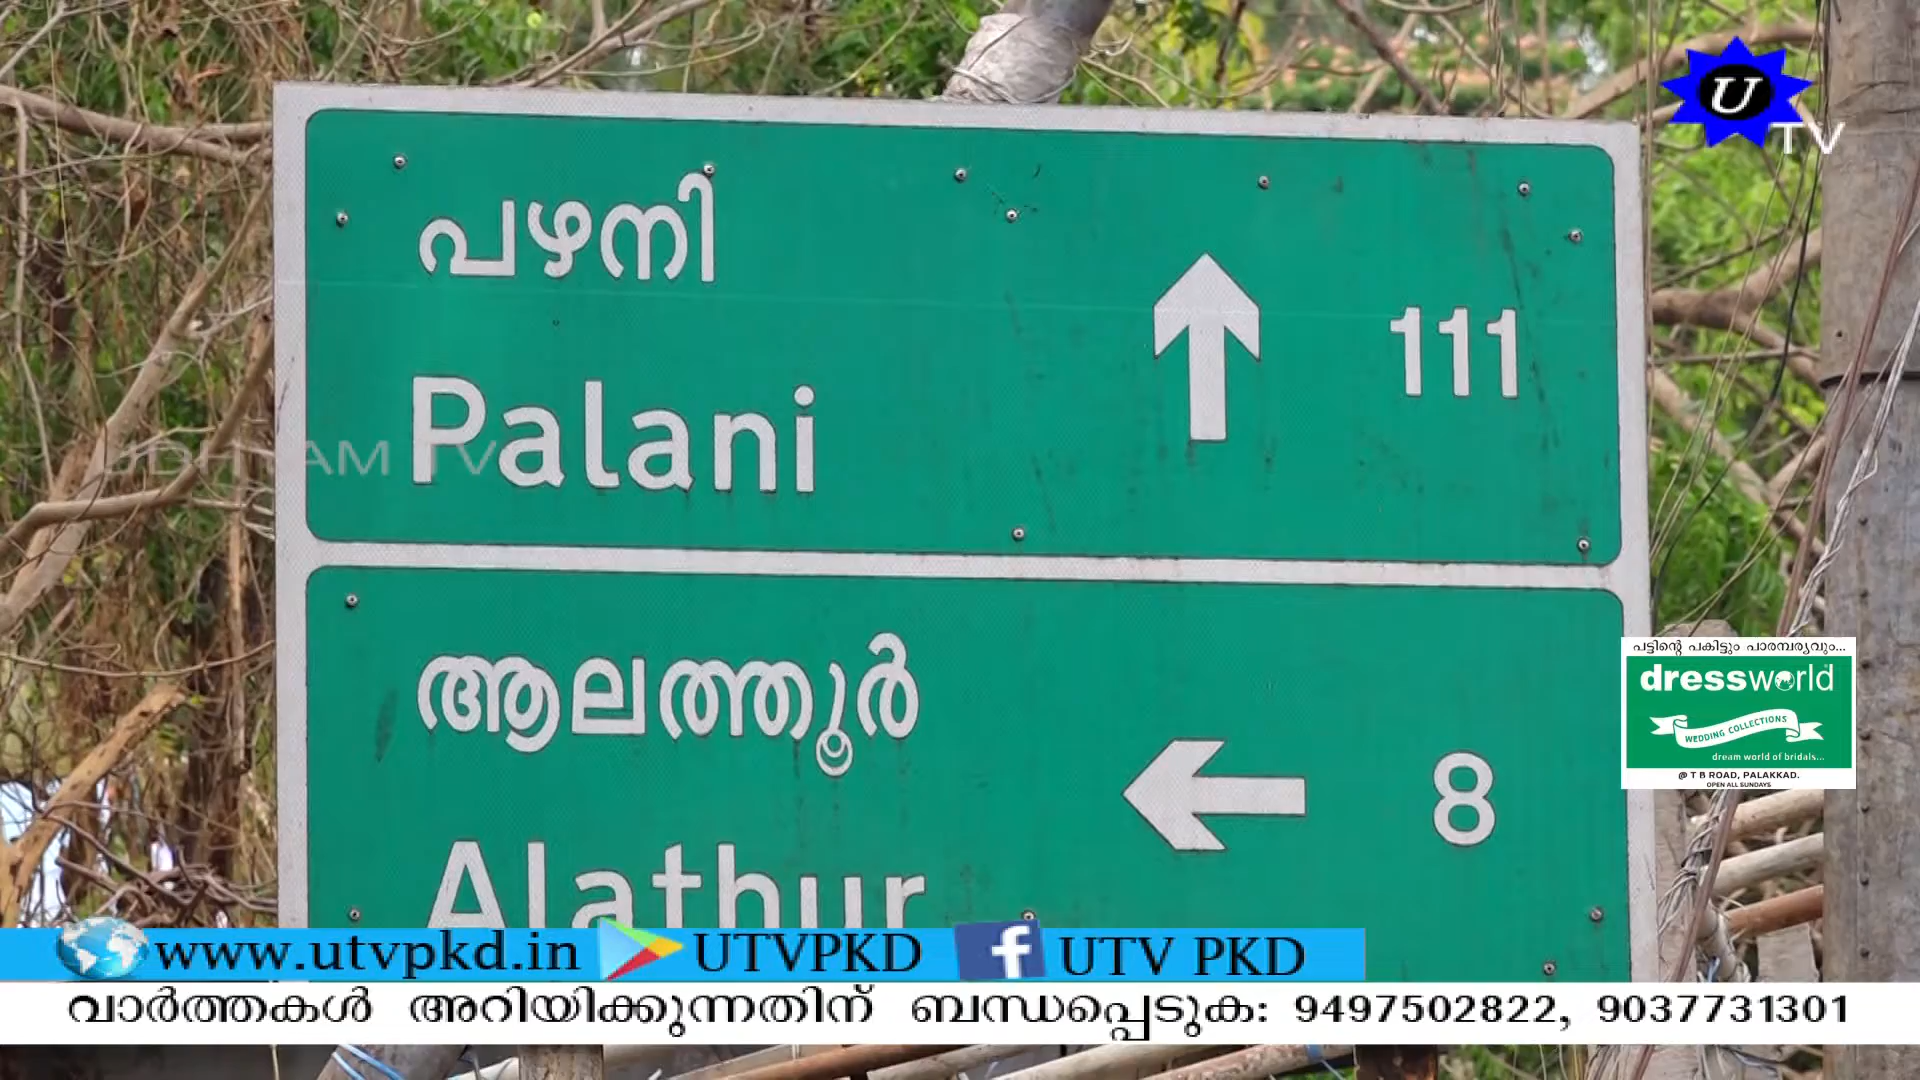 U
TV
പഴനി
111
Palani
UDHYAM TV
ആലത്തൂർ
8
Alathur
പട്ടിന്റെ പകിട്ടും പാരമ്പര്യവും...
dressworld
WEDDING COLLECTIONS
dream world of bridals...
@ T B ROAD, PALAKKAD.
OPEN ALL SUNDAYS
www.utvpkd.in UTVPKD UTV PKD
വാർത്തകൾ അറിയിക്കുന്നതിന് ബന്ധപ്പെടുക: 9497502822, 9037731301